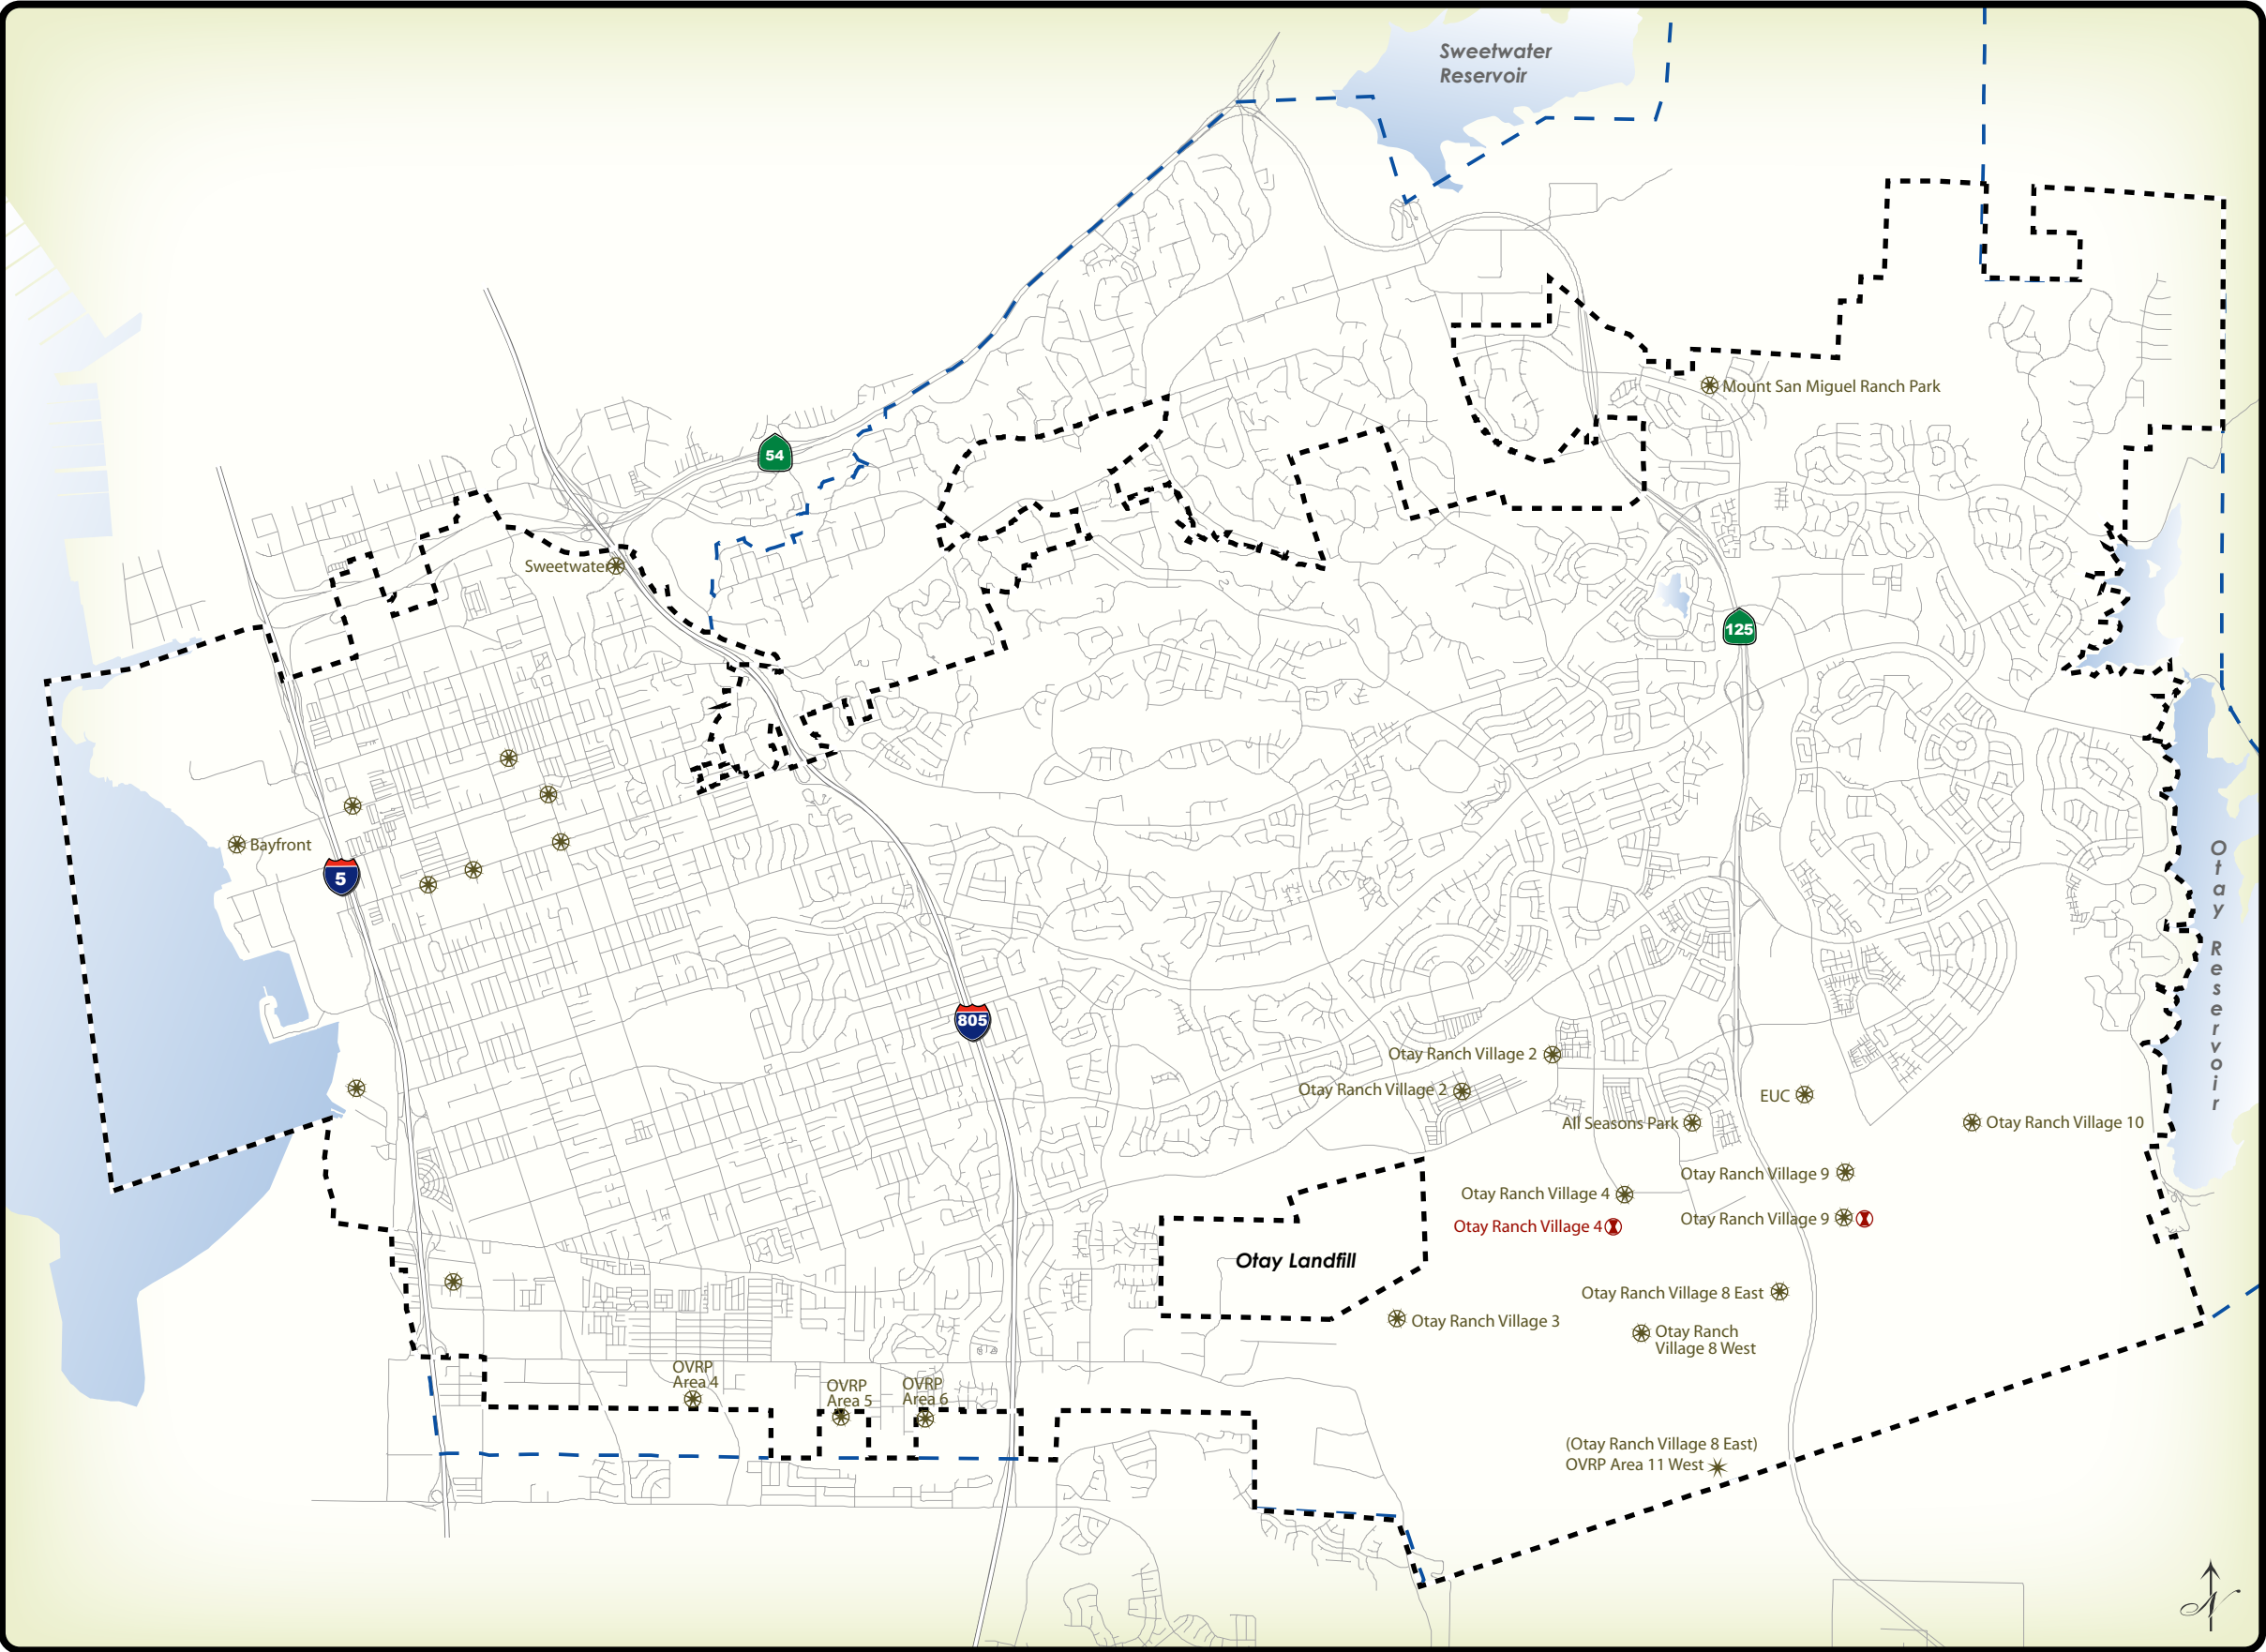 Sweetwater
Reservoir
Mount San Miguel Ranch Park
54
Sweetwater
125
Bayfront
5
Otay Reservoir
805
Otay Ranch Village 2
Otay Ranch Village 2
EUC
All Seasons Park
Otay Ranch Village 10
Otay Ranch Village 9
Otay Ranch Village 4
Otay Ranch Village 9
Otay Ranch Village 4
Otay Landfill
Otay Ranch Village 8 East
Otay Ranch Village 3
Otay Ranch
Village 8 West
OVRP
Area 4
OVRP
Area 5
OVRP
Area 6
(Otay Ranch Village 8 East)
OVRP Area 11 West
N